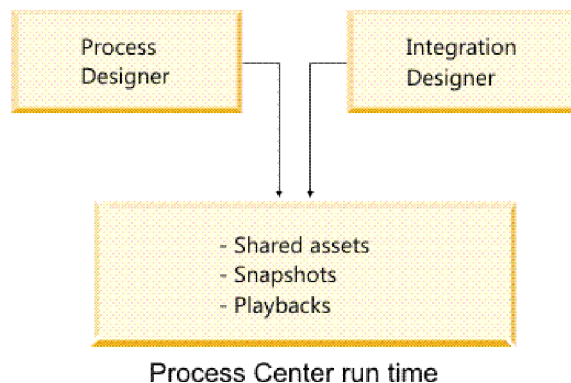 Process
Designer
Integration
Designer
- Shared assets
- Snapshots
- Playbacks
Process Center run time